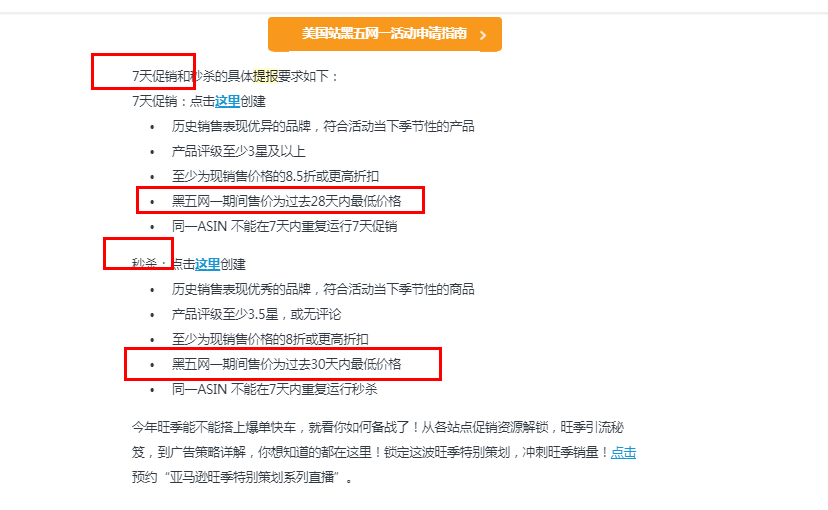 美国站黑五网一活动申请指南
7天促销和秒杀的具体提报要求如下：
7天促销：点击这里创建
• 历史销售表现优异的品牌，符合活动当下季节性的产品
• 产品评级至少3星及以上
• 至少为现销售价格的8.5折或更高折扣
• 黑五网一期间售价为过去28天内最低价格
• 同一ASIN 不能在7天内重复运行7天促销
秒杀：点击这里创建
• 历史销售表现优秀的品牌，符合活动当下季节性的商品
• 产品评级至少3.5星，或无评论
• 至少为现销售价格的8折或更高折扣
• 黑五网一期间售价为过去30天内最低价格
• 同一ASIN 不能在7天内重复运行秒杀
今年旺季能不能搭上爆单快车，就看你如何备战了！从各站点促销资源解锁，旺季引流秘
笈，到广告策略详解，你想知道的都在这里！锁定这波旺季特别策划，冲刺旺季销量！点击
预约“亚马逊旺季特别策划系列直播”。